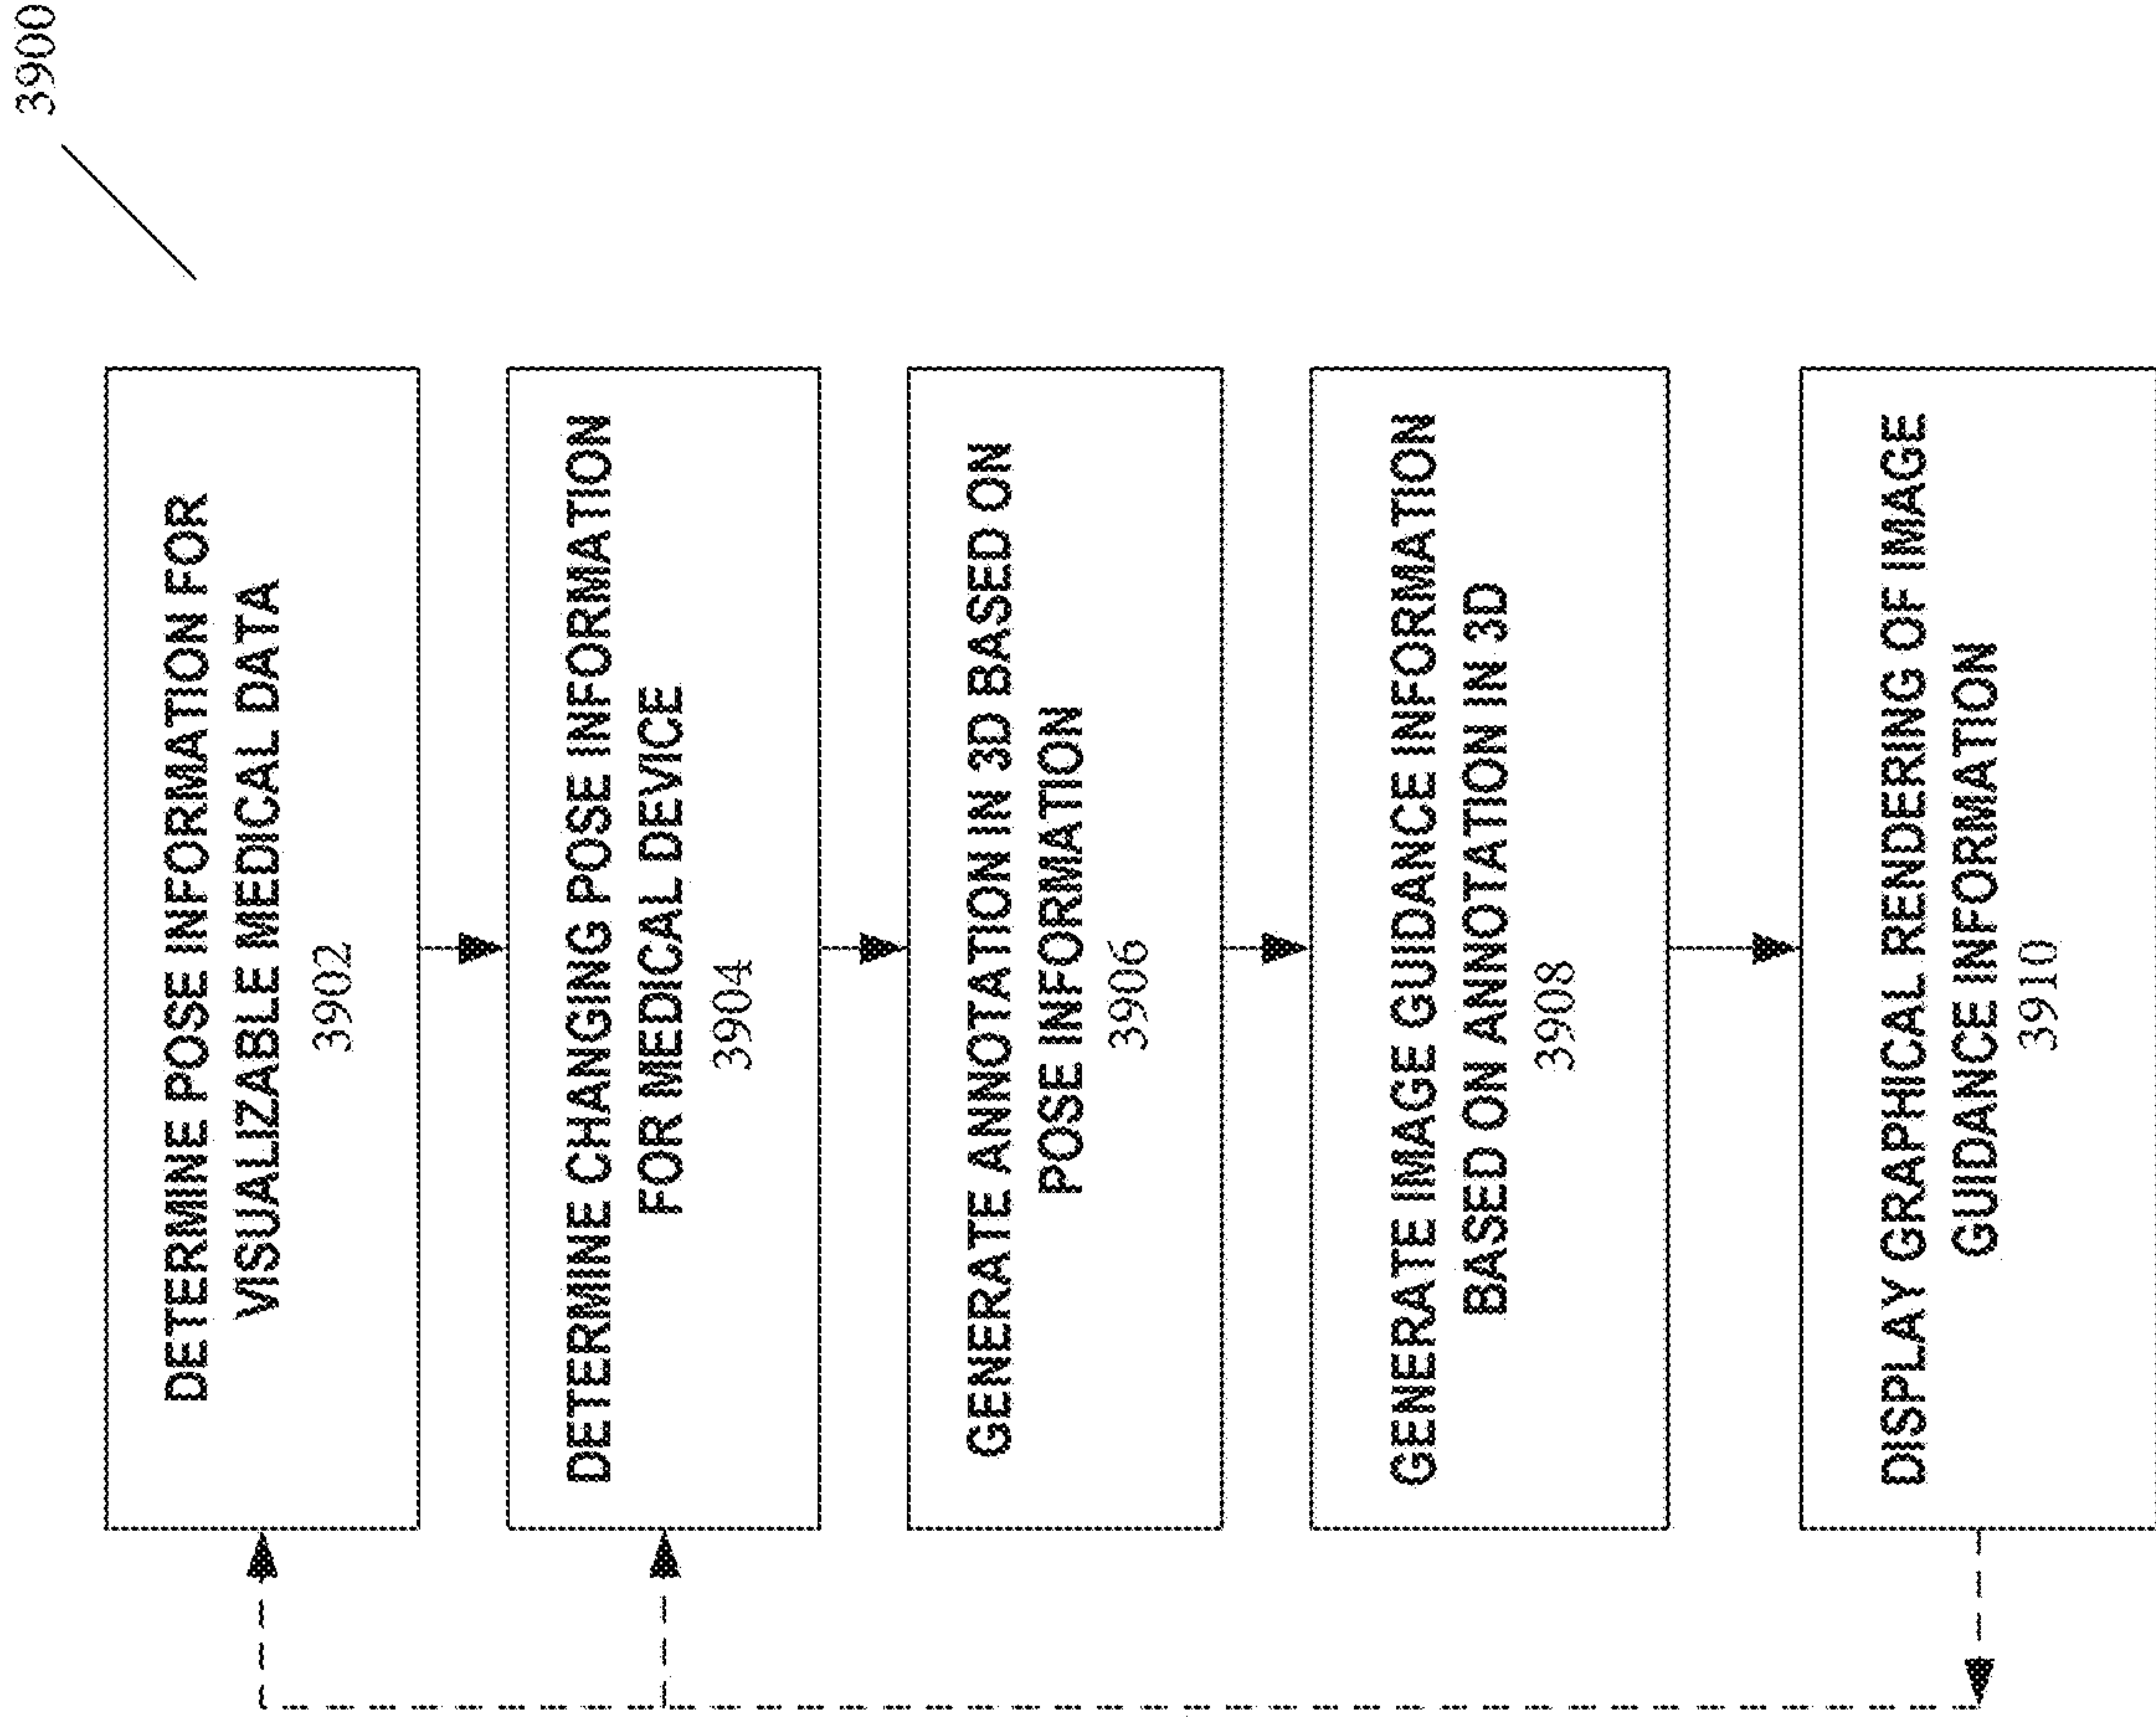 3900
DETERMINE POSE INFORMATION FOR
VISUALIZABLE MEDICAL DATA
3902
DETERMINE CHANGING POSE INFORMATION
FOR MEDICAL DEVICE
3904
GENERATE ANNOTATION IN 3D BASED ON
POSE INFORMATION
3906
GENERATE IMAGE GUIDANCE INFORMATION
BASED ON ANNOTATION IN 3D
3908
DISPLAY GRAPHICAL RENDERING OF IMAGE
GUIDANCE INFORMATION
3910